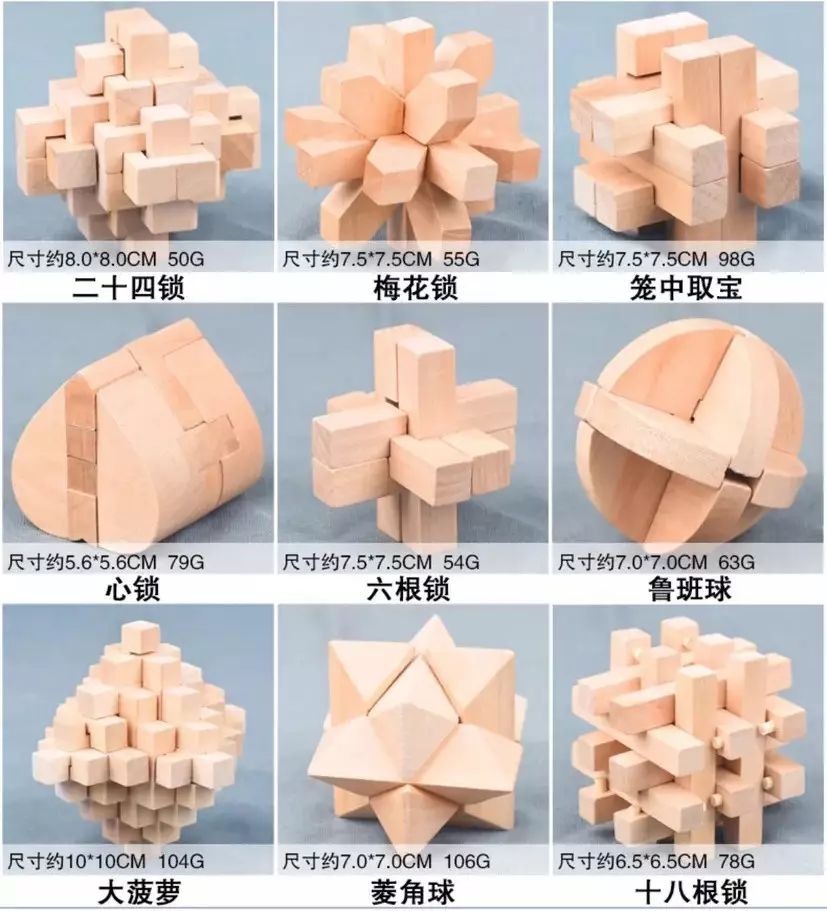 尺寸约8.0*8.0CM 50G
二十四锁
尺寸约7.5*7.5CM 55G
梅花锁
尺寸约7.5*7.5CM 98G
笼中取宝
尺寸约5.6*5.6CM 79G
心锁
尺寸约7.5*7.5CM 54G
六根锁
尺寸约7.0*7.0CM 63G
鲁班球
尺寸约10*10CM 104G
大菠萝
尺寸约7.0*7.0CM 106G
菱角球
尺寸约6.5*6.5CM 78G
十八根锁